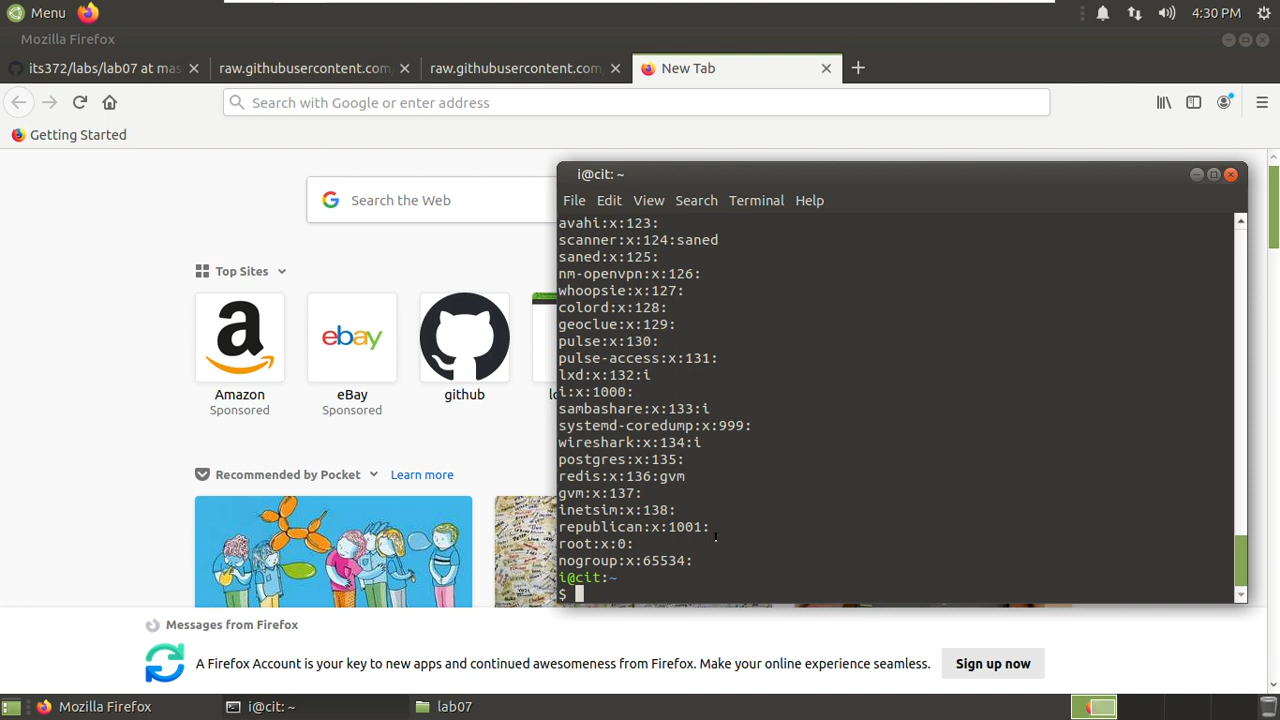 Menu
4:30 PM
Mozilla Firefox
its372/labs/lab07 at mas
raw.githubusercontent.com/
raw.githubusercontent.com/
New Tab
Search with Google or enter address
Getting Started
Search the Web
Top Sites
Amazon
Sponsored
ebay
eBay
Sponsored
github
Recommended by Pocket
Learn more
i@cit: ~
File Edit View Search Terminal Help
avahi:x:123:
scanner:x:124:saned
saned:x:125:
nm-openvpn:x:126:
whoopsie:x:127:
colord:x:128:
geoclue:x:129:
pulse:x:130:
pulse-access:x:131:
lxd:x:132:i
i:x:1000:
sambashare:x:133:i
systemd-coredump:x:999:
wireshark:x:134:i
postgres:x:135:
redis:x:136:gvm
gvm:x:137:
inetsim:x:138:
republican:x:1001:
root:x:0:
nogroup:x:65534:
i@cit:~
$
Messages from Firefox
A Firefox Account is your key to new apps and continued awesomeness from Firefox. Make your online experience seamless.
Sign up now
Mozilla Firefox
i@cit: ~
lab07